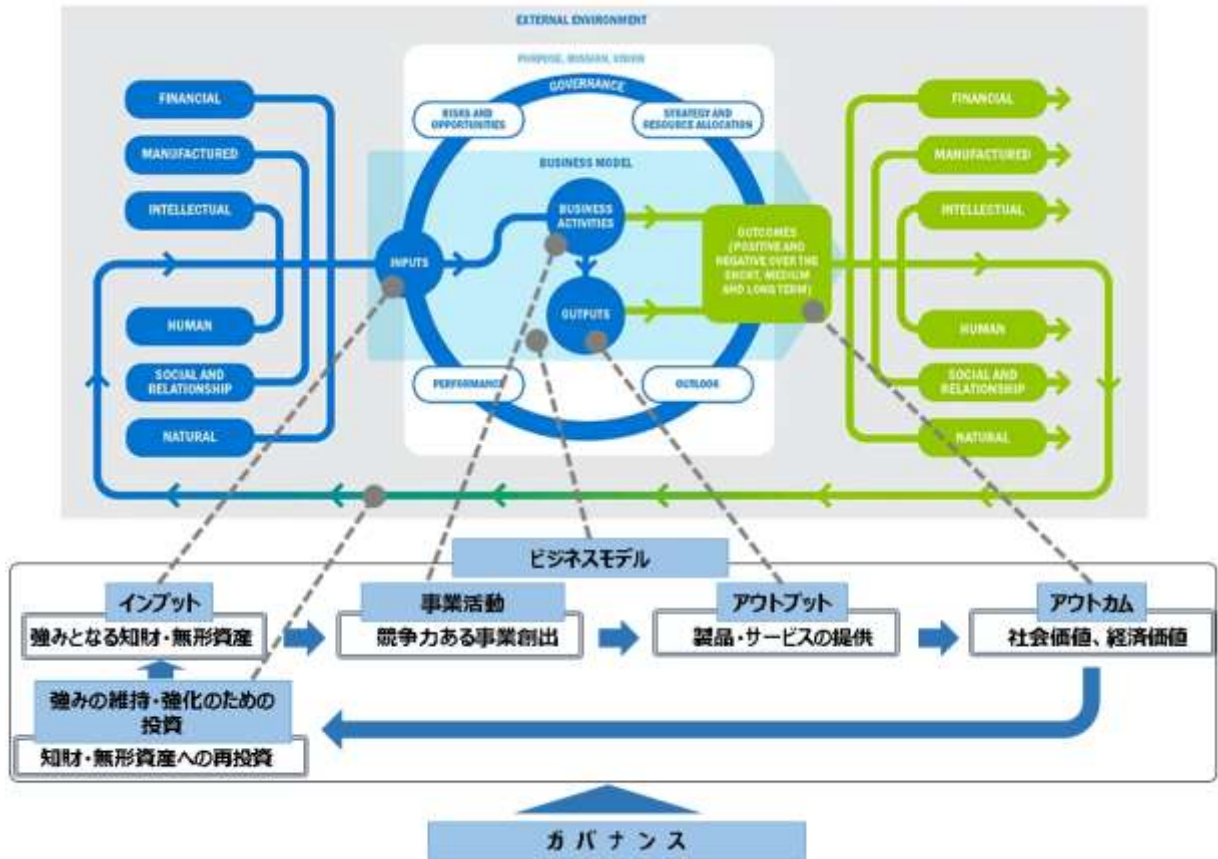 EXTERNAL ENVIRONMENT
PURPOSE, MISSION, VISION
GOVERNANCE
RISKS AND
OPPORTUNITIES
STRATEGY AND
RESOURCE ALLOCATION
BUSINESS MODEL
FINANCIAL
MANUFACTURED
INTELLECTUAL
HUMAN
SOCIAL AND
RELATIONSHIP
NATURAL
INPUTS
BUSINESS
ACTIVITIES
OUTPUTS
OUTCOMES
(POSITIVE AND
NEGATIVE OVER THE
SHORT, MEDIUM
AND LONG TERM)
PERFORMANCE
OUTLOOK
FINANCIAL
MANUFACTURED
INTELLECTUAL
HUMAN
SOCIAL AND
RELATIONSHIP
NATURAL
ビジネスモデル
インプット
強みとなる知財・無形資産
事業活動
競争力ある事業創出
アウトプット
製品・サービスの提供
アウトカム
社会価値、経済価値
強みの維持・強化のための
投資
知財・無形資産への再投資
ガバナンス